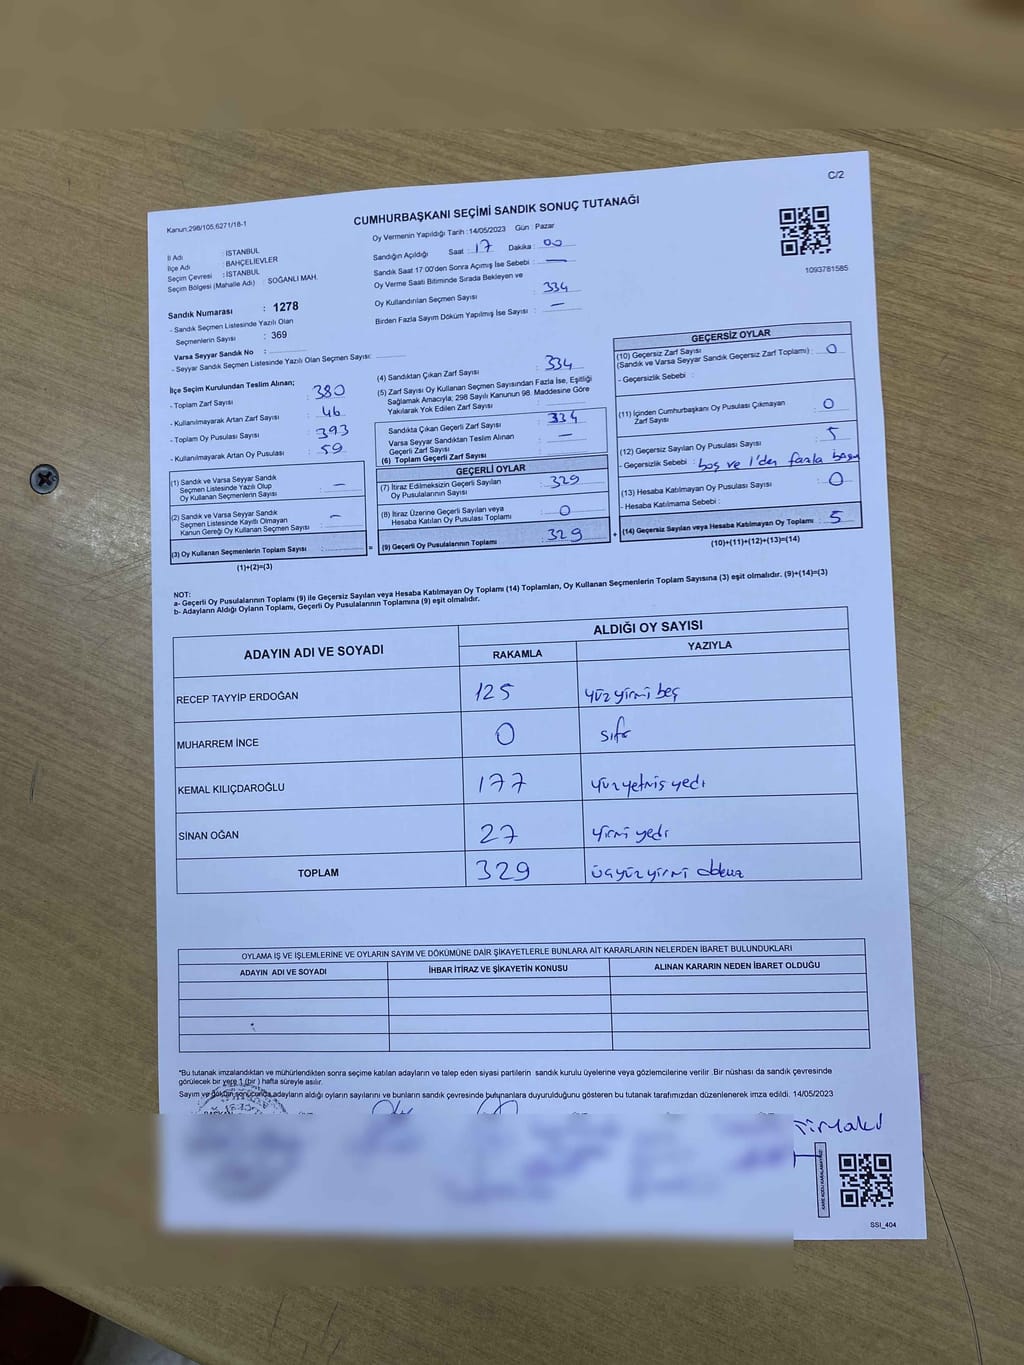 C/2
Kanun,298/105,6271/18-1
CUMHURBAŞKANI SEÇİMİ SANDIK SONUÇ TUTANAĞI
İl Adı : İSTANBUL
İlçe Adı : BAHÇELİEVLER
Seçim Çevresi : İSTANBUL
Seçim Bölgesi (Mahalle Adı) : SOĞANLI MAH.
Sandık Numarası : 1278
- Sandık Seçmen Listesinde Yazılı Olan
Seçmenlerin Sayısı : 369
Varsa Seyyar Sandık No :
- Seyyar Sandık Seçmen Listesinde Yazılı Olan Seçmen Sayısı:
Oy Vermenin Yapıldığı Tarih : 14/05/2023 Gün : Pazar
Sandığın Açıldığı Saat : 17 Dakika : 00
Sandık Saat 17:00'den Sonra Açımış İse Sebebi : —
Oy Verme Saati Bitiminde Sırada Bekleyen ve
Oy Kullandırılan Seçmen Sayısı : 334
Birden Fazla Sayım Döküm Yapılmış İse Sayısı : —
1093781585
İlçe Seçim Kurulundan Teslim Alınan;
- Toplam Zarf Sayısı : 380
- Kullanılmayarak Artan Zarf Sayısı : 46
- Toplam Oy Pusulası Sayısı : 393
- Kullanılmayarak Artan Oy Pusulası : 59
(1) Sandık ve Varsa Seyyar Sandık
Seçmen Listesinde Yazılı Olup
Oy Kullanan Seçmenlerin Sayısı : —
(2) Sandık ve Varsa Seyyar Sandık
Seçmen Listesinde Kayıtlı Olmayan
Kanun Gereği Oy Kullanan Seçmen Sayısı : —
(3) Oy Kullanan Seçmenlerin Toplam Sayısı :
(1)+(2)=(3)
(4) Sandıktan Çıkan Zarf Sayısı : 334
(5) Zarf Sayısı Oy Kullanan Seçmen Sayısından Fazla İse, Eşitliği
Sağlamak Amacıyla; 298 Sayılı Kanunun 98. Maddesine Göre
Yakılarak Yok Edilen Zarf Sayısı :
Sandıkta Çıkan Geçerli Zarf Sayısı : 334
Varsa Seyyar Sandıktan Teslim Alınan
Geçerli Zarf Sayısı : —
(6) Toplam Geçerli Zarf Sayısı :
GEÇERLİ OYLAR
(7) İtiraz Edilmeksizin Geçerli Sayılan
Oy Pusulalarının Sayısı : 329
(8) İtiraz Üzerine Geçerli Sayılan veya
Hesaba Katılan Oy Pusulası Toplamı : 0
= (9) Geçerli Oy Pusulalarının Toplamı : 329
GEÇERSİZ OYLAR
(10) Geçersiz Zarf Sayısı
(Sandık ve Varsa Seyyar Sandık Geçersiz Zarf Toplamı) : 0
- Geçersizlik Sebebi :
(11) İçinden Cumhurbaşkanı Oy Pusulası Çıkmayan
Zarf Sayısı : 0
(12) Geçersiz Sayılan Oy Pusulası Sayısı : 5
- Geçersizlik Sebebi : boş ve 1'den fazla
(13) Hesaba Katılmayan Oy Pusulası Sayısı : 0
- Hesaba Katılmama Sebebi :
+ (14) Geçersiz Sayılan veya Hesaba Katılmayan Oy Toplamı : 5
(10)+(11)+(12)+(13)=(14)
NOT:
a- Geçerli Oy Pusulalarının Toplamı (9) ile Geçersiz Sayılan veya Hesaba Katılmayan Oy Toplamı (14) Toplamları, Oy Kullanan Seçmenlerin Toplam Sayısına (3) eşit olmalıdır. (9)+(14)=(3)
b- Adayların Aldığı Oyların Toplamı, Geçerli Oy Pusulalarının Toplamına (9) eşit olmalıdır.
ADAYIN ADI VE SOYADI
ALDIĞI OY SAYISI
RAKAMLA YAZIYLA
RECEP TAYYİP ERDOĞAN 125 yüz yirmi beş
MUHARREM İNCE 0 sıfır
KEMAL KILIÇDAROĞLU 177 yüz yetmiş yedi
SİNAN OĞAN 27 yirmi yedi
TOPLAM 329 üçyüz yirmi dokuz
OYLAMA İŞ VE İŞLEMLERİNE VE OYLARIN SAYIM VE DÖKÜMÜNE DAİR ŞİKAYETLERLE BUNLARA AİT KARARLARIN NELERDEN İBARET BULUNDUKLARI
ADAYIN ADI VE SOYADI İHBAR İTİRAZ VE ŞİKAYETİN KONUSU ALINAN KARARIN NEDEN İBARET OLDUĞU
*Bu tutanak imzalandıktan ve mühürlendikten sonra seçime katılan adayların ve talep eden siyasi partilerin sandık kurulu üyelerine veya gözlemcilerine verilir .Bir nüshası da sandık çevresinde
görülecek bir yere 1 (bir ) hafta süreyle asılır.
Sayım ve döküm sonucunda adayların aldığı oyların sayılarını ve bunların sandık çevresinde bulunanlara duyurulduğunu gösteren bu tutanak tarafımızdan düzenlenerek imza edildi. 14/05/2023
SSI_404